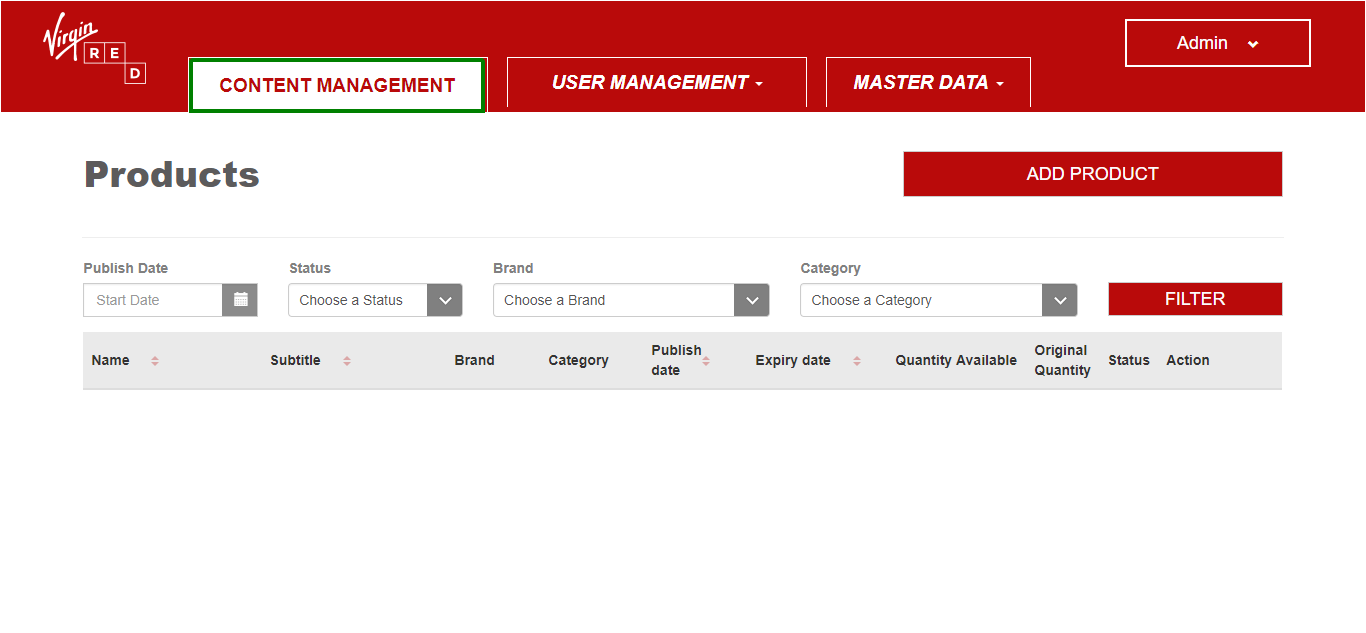 Virgin
RED
Admin
CONTENT MANAGEMENT
USER MANAGEMENT
MASTER DATA
Products
ADD PRODUCT
Publish Date
Status
Brand
Category
Start Date
Choose a Status
Choose a Brand
Choose a Category
FILTER
Name
Subtitle
Brand
Category
Publish
date
Expiry date
Quantity Available
Original
Quantity
Status
Action